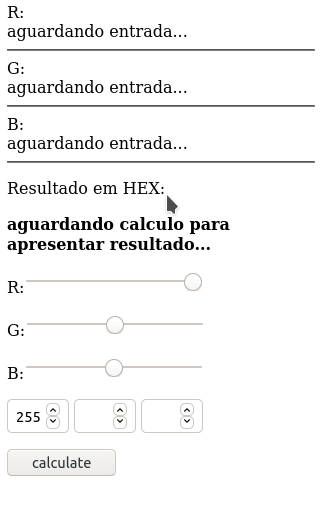 R:
aguardando entrada...
G:
aguardando entrada...
B:
aguardando entrada...
Resultado em HEX:
aguardando calculo para
apresentar resultado...
R:
G:
B:
255
calculate